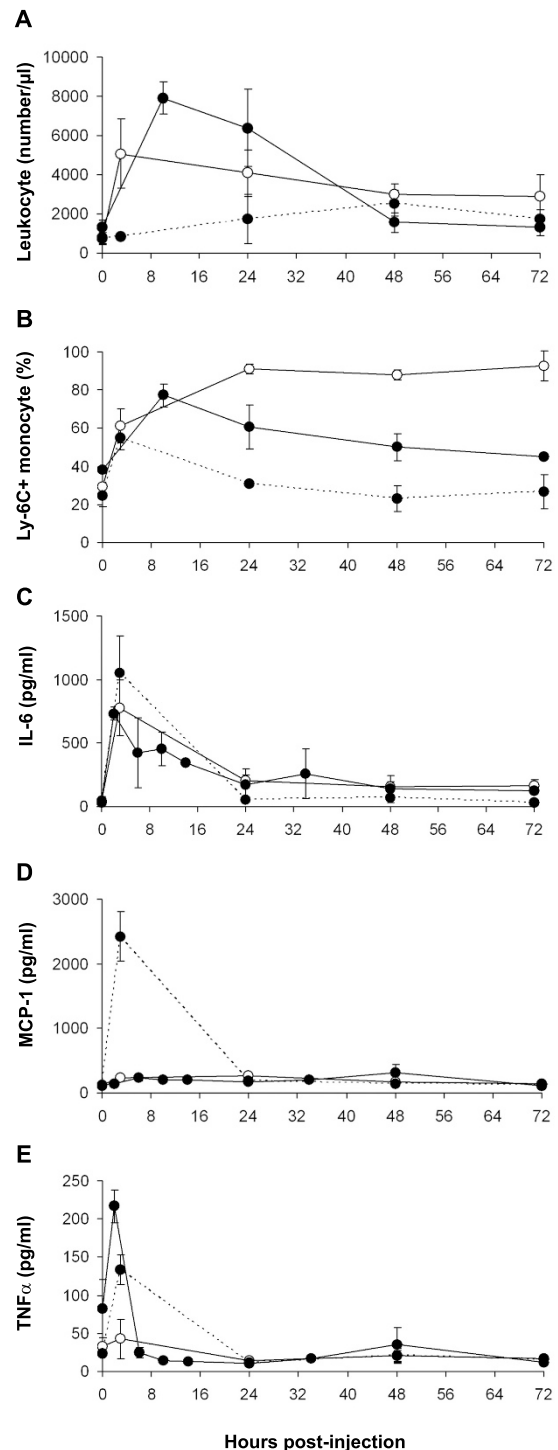 A
Leukocyte (number/µl)
10000
8000
6000
4000
2000
0
0 8 16 24 32 40 48 56 64 72
B
Ly-6C+ monocyte (%)
100
80
60
40
20
0
0 8 16 24 32 40 48 56 64 72
C
IL-6 (pg/ml)
1500
1000
500
0
0 8 16 24 32 40 48 56 64 72
D
MCP-1 (pg/ml)
3000
2000
1000
0
0 8 16 24 32 40 48 56 64 72
E
TNFα (pg/ml)
250
200
150
100
50
0
0 8 16 24 32 40 48 56 64 72
Hours post-injection